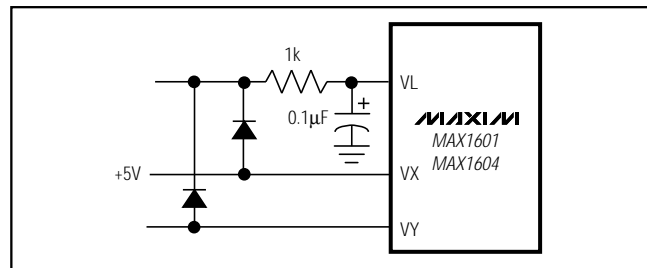 1k
VL
+
0.1μF
MAXIM
MAX1601
MAX1604
+5V
VX
VY